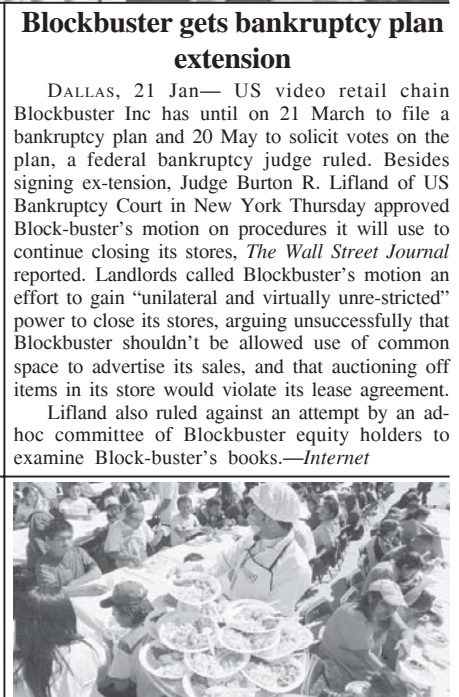 Blockbuster gets bankruptcy plan
extension
DALLAS, 21 Jan— US video retail chain
Blockbuster Inc has until on 21 March to file a
bankruptcy plan and 20 May to solicit votes on the
plan, a federal bankruptcy judge ruled. Besides
signing ex-tension, Judge Burton R. Lifland of US
Bankruptcy Court in New York Thursday approved
Block-buster’s motion on procedures it will use to
continue closing its stores, The Wall Street Journal
reported. Landlords called Blockbuster’s motion an
effort to gain “unilateral and virtually unre-stricted”
power to close its stores, arguing unsuccessfully that
Blockbuster shouldn’t be allowed use of common
space to advertise its sales, and that auctioning off
items in its store would violate its lease agreement.
Lifland also ruled against an attempt by an ad-
hoc committee of Blockbuster equity holders to
examine Block-buster’s books.—Internet